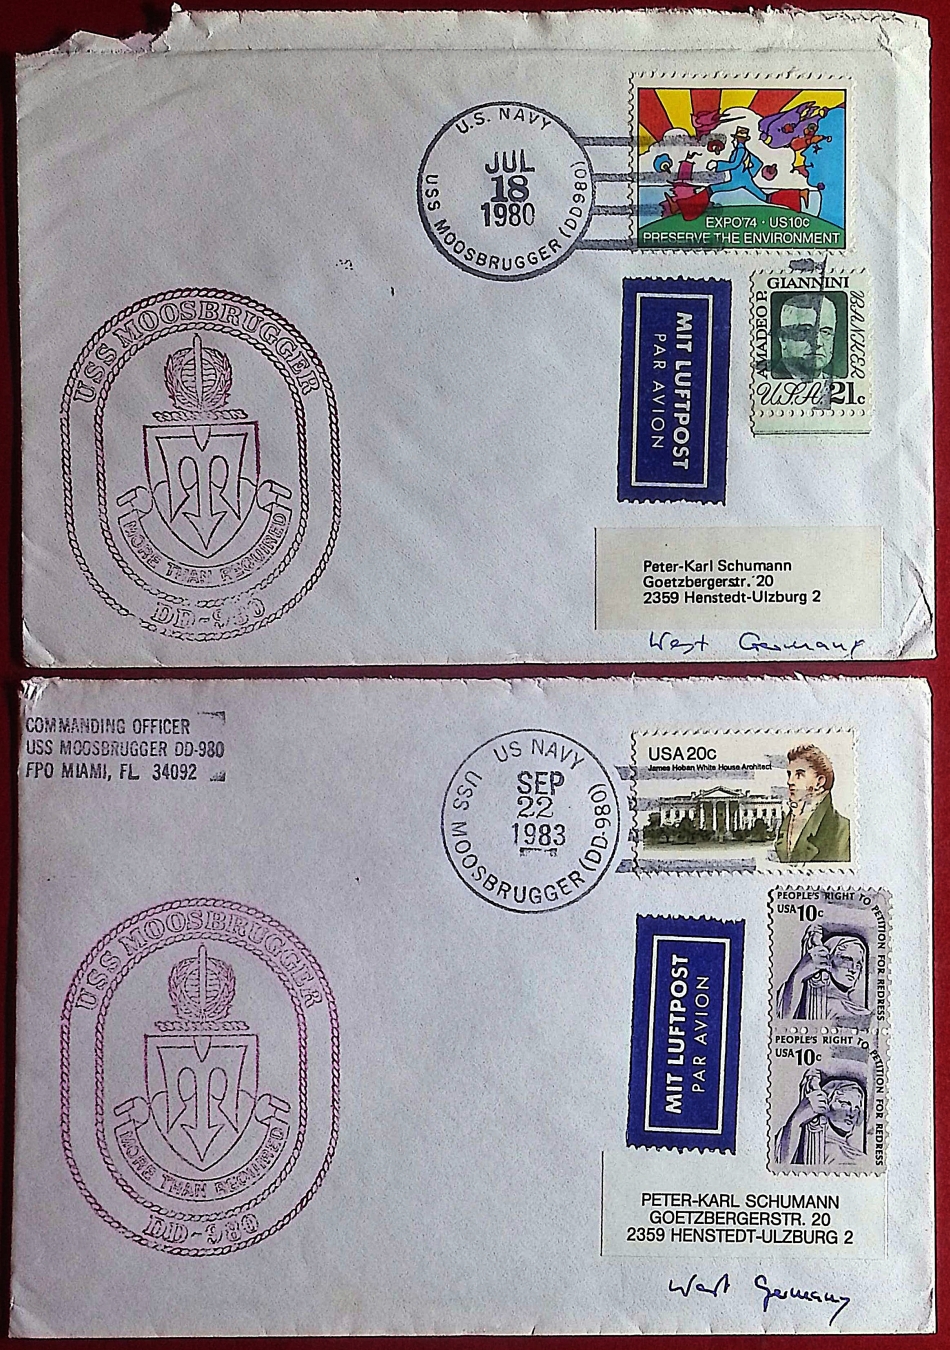 U.S. NAVY
JUL
18
1980
USS MOOSBRUGGER (DD980)
EXPO'74 · US10c
PRESERVE THE ENVIRONMENT
AMADEO P. GIANNINI
BANKER
USA 21c
MIT LUFTPOST
PAR AVION
USS MOOSBRUGGER
MORE THAN REQUIRED
DD-980
Peter-Karl Schumann
Goetzbergerstr. 20
2359 Henstedt-Ulzburg 2
West Germany
COMMANDING OFFICER
USS MOOSBRUGGER DD-980
FPO MIAMI, FL 34092
US NAVY
SEP
22
1983
USS MOOSBRUGGER (DD-980)
USA 20c
James Hoban White House Architect
PEOPLE'S RIGHT TO PETITION FOR REDRESS
USA 10c
PEOPLE'S RIGHT TO PETITION FOR REDRESS
USA 10c
MIT LUFTPOST
PAR AVION
USS MOOSBRUGGER
MORE THAN REQUIRED
DD-980
PETER-KARL SCHUMANN
GOETZBERGERSTR. 20
2359 HENSTEDT-ULZBURG 2
West Germany